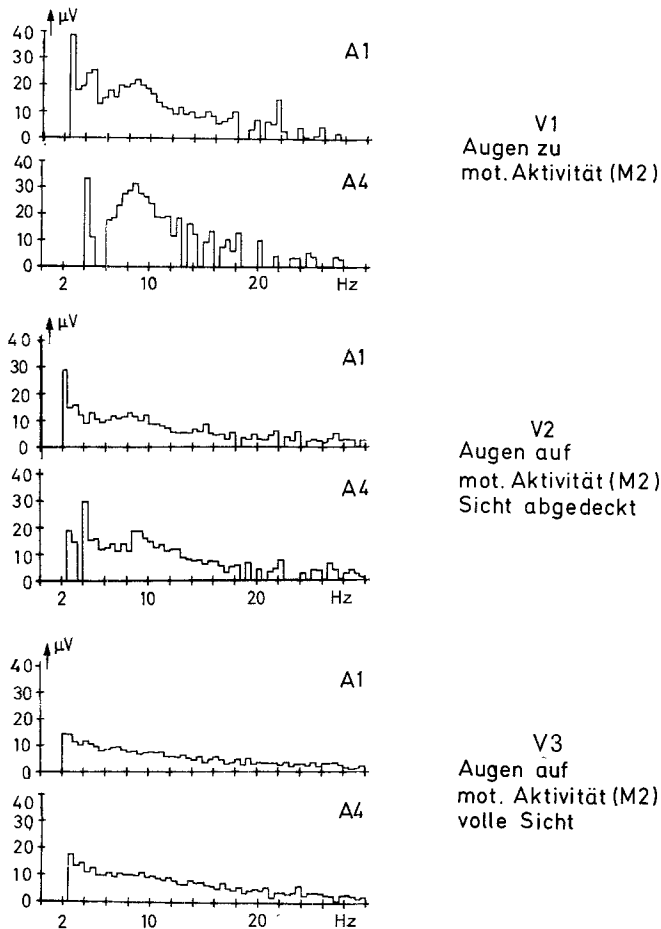 μV
40
30
20
10
0
A1
40
30
20
10
0
A4
2 10 20 Hz
V1
Augen zu
mot. Aktivität (M2)
μV
40
30
20
10
0
A1
40
30
20
10
0
A4
2 10 20 Hz
V2
Augen auf
mot. Aktivität (M2)
Sicht abgedeckt
μV
40
30
20
10
0
A1
40
30
20
10
0
A4
2 10 20 Hz
V3
Augen auf
mot. Aktivität (M2)
volle Sicht